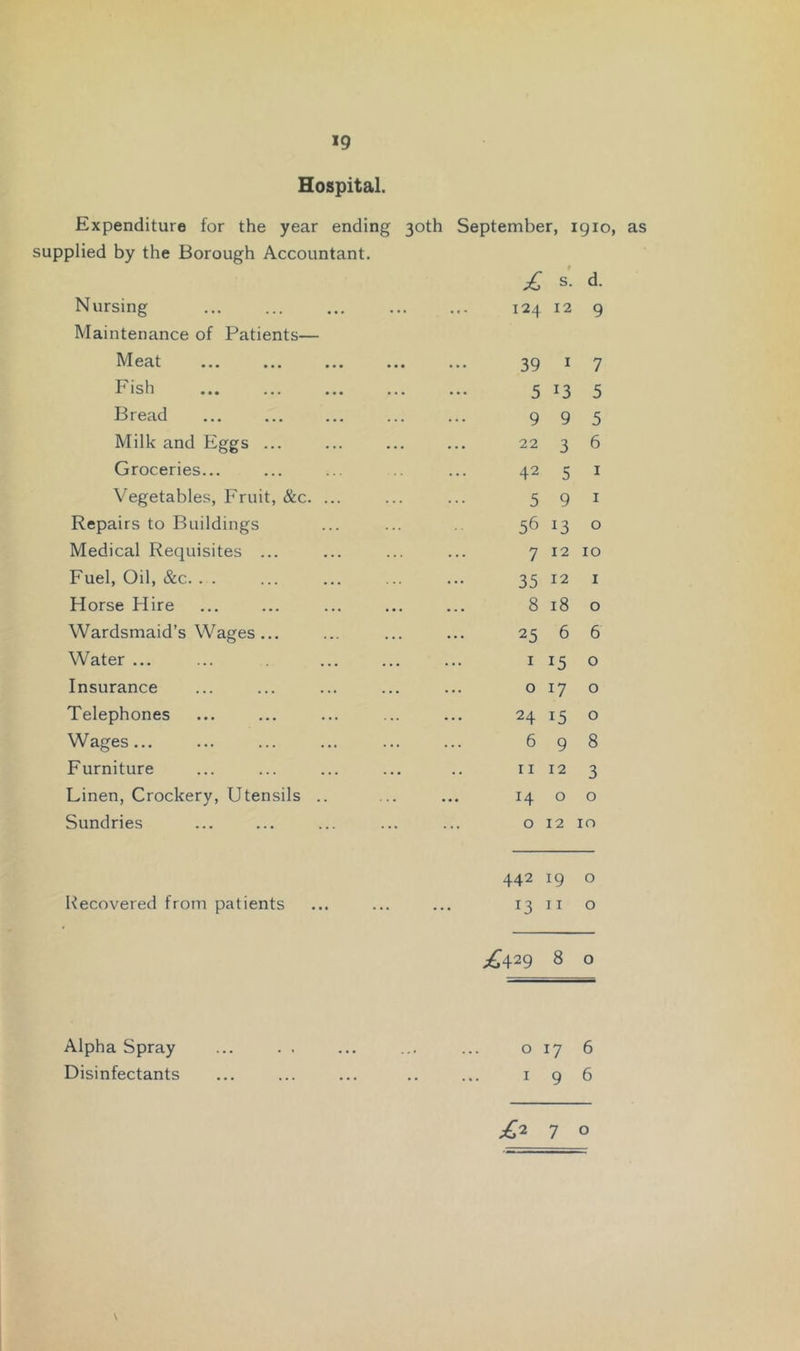 19
Hospital.
Expenditure for the year ending 30th September, 1910, as
supplied by the Borough Accountant.
£ s. d.
Nursing ... ... ... ... ... 124 12 9
Maintenance of Patients—
Meat ... ... ... ... ... 39 1 7
Fish ... ... ... ... ... 5 13 5
Bread ... ... ... ... ... 9 9 5
Milk and Eggs ... ... ... ... 22 3 6
Groceries... ... ... .. ... 42 5 1
Vegetables, Fruit, &c. ... ... ... 5 9 1
Repairs to Buildings ... ... .. 56 13 0
Medical Requisites ... ... ... ... 7 12 10
Fuel, Oil, &c. . . ... ... ... ... 35 12 1
Horse Hire ... ... ... ... ... 8 18 0
Wardsmaid's Wages ... ... ... ... 25 6 6
Water ... ... . ... ... ... 1 15 0
Insurance ... ... ... ... ... 0 17 0
Telephones ... ... ... ... ... 24 15 0
Wages ... ... ... ... ... ... 6 9 8
Furniture ... ... ... ... .. 11 12 3
Linen, Crockery, Utensils .. ... ... 14 0 0
Sundries ... ... ... ... ... 0 12 10
442 19 0
Recovered from patients ... ... ... 13 11 0
£429 8 0
Alpha Spray ... . . ... ... ... 0 17 6
Disinfectants ... ... ... .. ... 1 9 6
£2 7 0